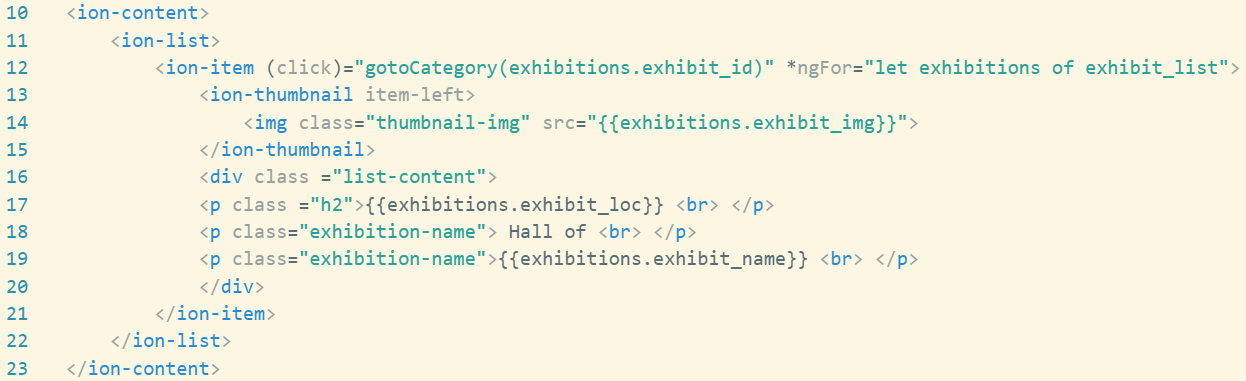 10 <ion-content>
11 <ion-list>
12 <ion-item (click)="gotoCategory(exhibitions.exhibit_id)" *ngFor="let exhibitions of exhibit_list">
13 <ion-thumbnail item-left>
14 <img class="thumbnail-img" src="{{exhibitions.exhibit_img}}">
15 </ion-thumbnail>
16 <div class ="list-content">
17 <p class ="h2">{{exhibitions.exhibit_loc}} <br> </p>
18 <p class="exhibition-name"> Hall of <br> </p>
19 <p class="exhibition-name">{{exhibitions.exhibit_name}} <br> </p>
20 </div>
21 </ion-item>
22 </ion-list>
23 </ion-content>